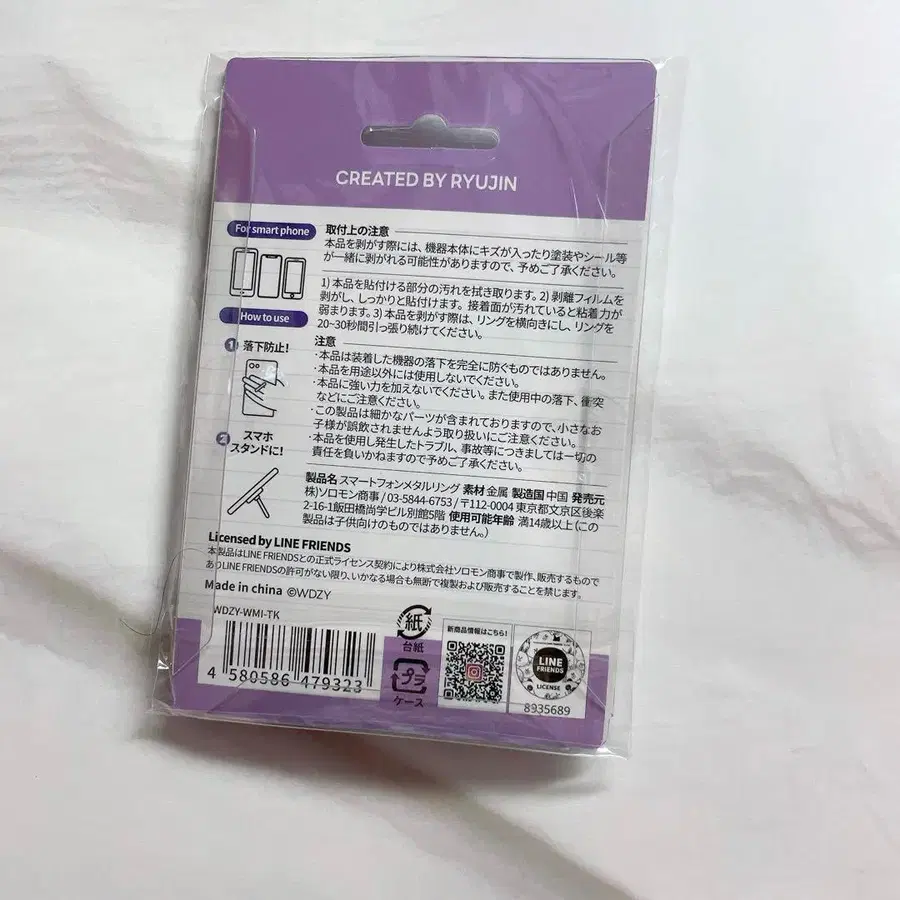 CREATED BY RYUJIN
For smart phone
取付上の注意
本品を剥がす際には、機器本体にキズが入ったり塗装やシール等
が一緒に剥がれる可能性がありますので、予めご了承ください。
1) 本品を貼付ける部分の汚れを拭き取ります。2) 剥離フィルムを
剥がし、しっかりと貼付けます。接着面が汚れていると粘着力が
弱まります。3) 本品を剥がす際は、リングを横向きにし、リングを
20~30秒間引っ張り続けてください。
How to use
1 落下防止!
2 スマホ
スタンドに!
注意
・本品は装着した機器の落下を完全に防ぐものではありません。
・本品を用途以外には使用しないでください。
・本品に強い力を加えないでください。また使用中の落下、衝突
などにご注意ください。
・この製品は細かなパーツが含まれておりますので、小さなお
子様が誤飲されませんよう取り扱いにご注意ください。
・本品を使用し発生したトラブル、事故等につきましては一切の
責任を負いかねますので予めご了承ください。
製品名 スマートフォンメタルリング 素材 金属 製造国 中国 発売元
株)ソロモン商事 / 03-5844-6753 / 〒112-0004 東京都文京区後楽
2-16-1飯田橋尚学ビル別館5階 使用可能年齢 満14歳以上 (この
製品は子供向けのものではありません。)
Licensed by LINE FRIENDS
本製品はLINE FRIENDSとの正式ライセンス契約により株式会社ソロモン商事で製作、販売するもので
ありLINE FRIENDSの許可がない限り、いかなる場合も無断で複製および販売することを禁じます。
Made in china ©WDZY
WDZY-WMI-TK
4 580586 479323
紙
台紙
プラ
ケース
新商品情報はこちら!
LINE
FRIENDS
LICENSE
8935689